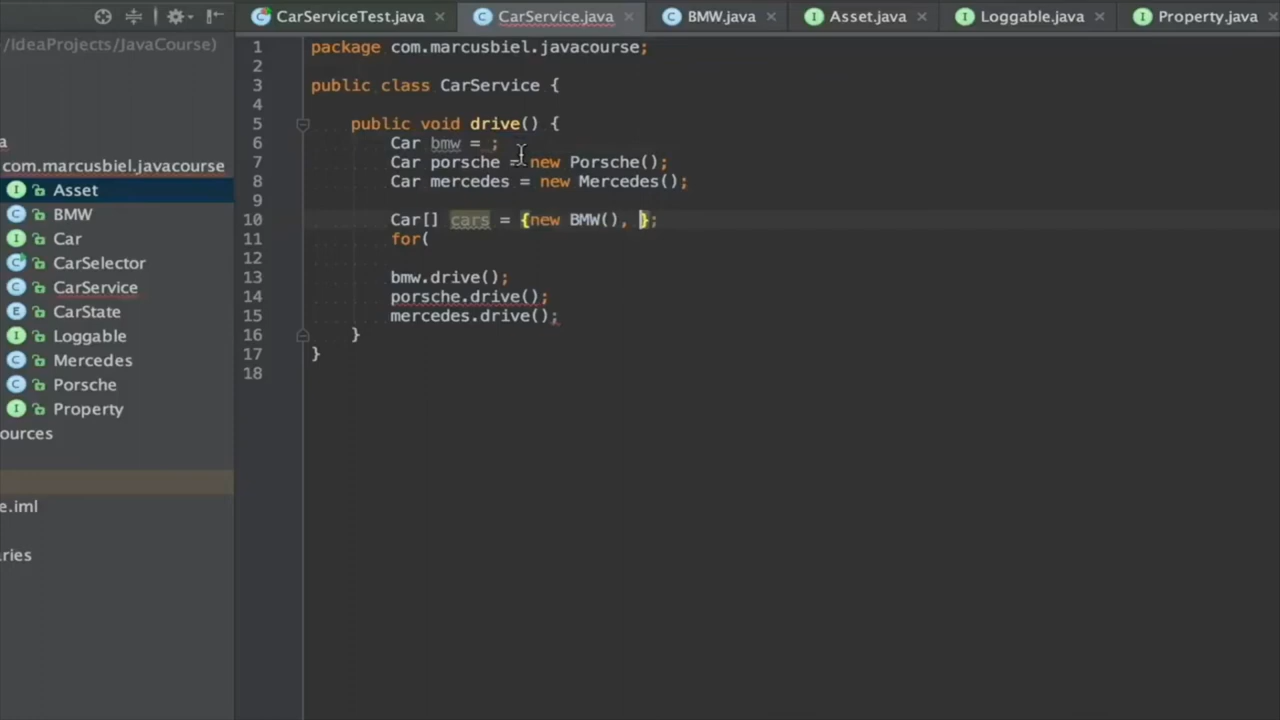 CarServiceTest.java
CarService.java
BMW.java
Asset.java
Loggable.java
Property.java
/IdeaProjects/JavaCourse)
a
com.marcusbiel.javacourse
Asset
BMW
Car
CarSelector
CarService
CarState
Loggable
Mercedes
Porsche
Property
ources
e.iml
ries
1 package com.marcusbiel.javacourse;
2
3 public class CarService {
4
5 public void drive() {
6 Car bmw = ;
7 Car porsche = new Porsche();
8 Car mercedes = new Mercedes();
9
10 Car[] cars = {new BMW(), };
11 for(
12
13 bmw.drive();
14 porsche.drive();
15 mercedes.drive();
16 }
17 }
18